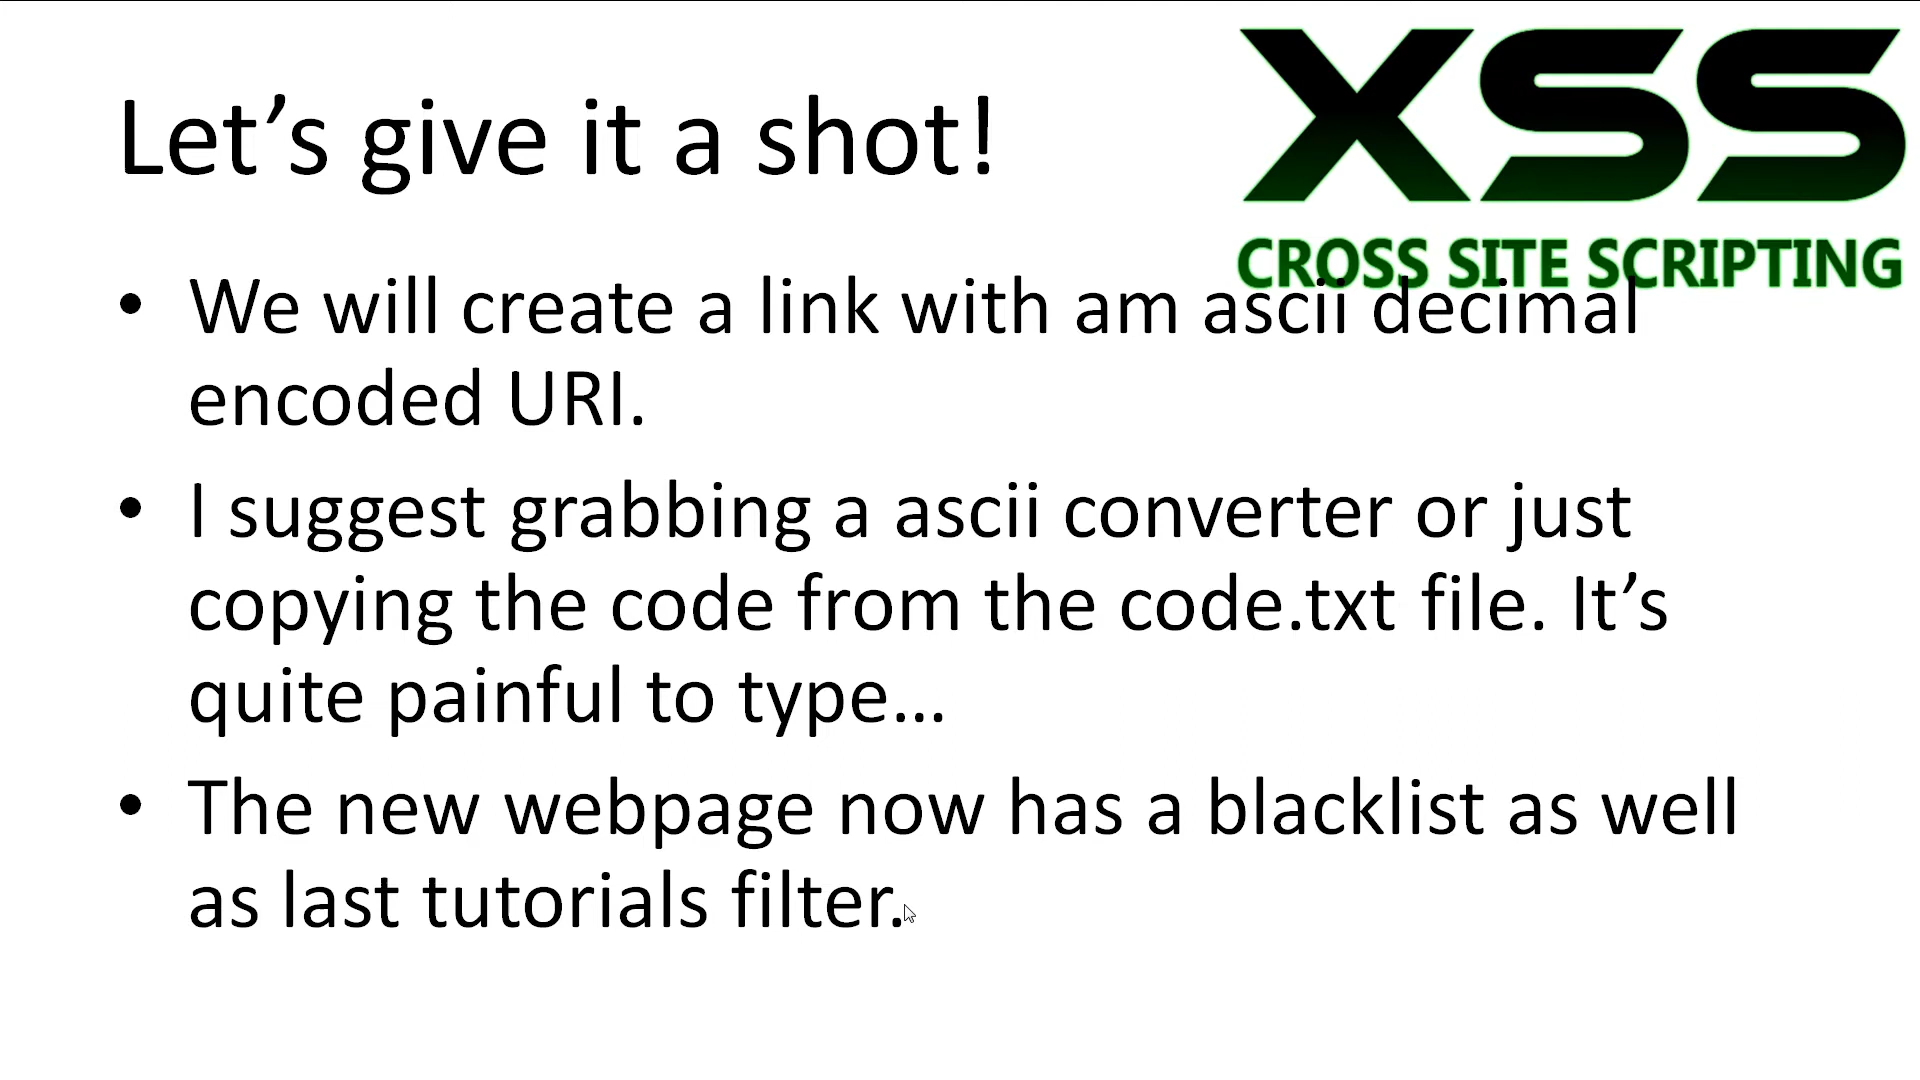 XSS
CROSS SITE SCRIPTING
Let’s give it a shot!
• We will create a link with am ascii decimal
encoded URI.
• I suggest grabbing a ascii converter or just
copying the code from the code.txt file. It’s
quite painful to type…
• The new webpage now has a blacklist as well
as last tutorials filter.